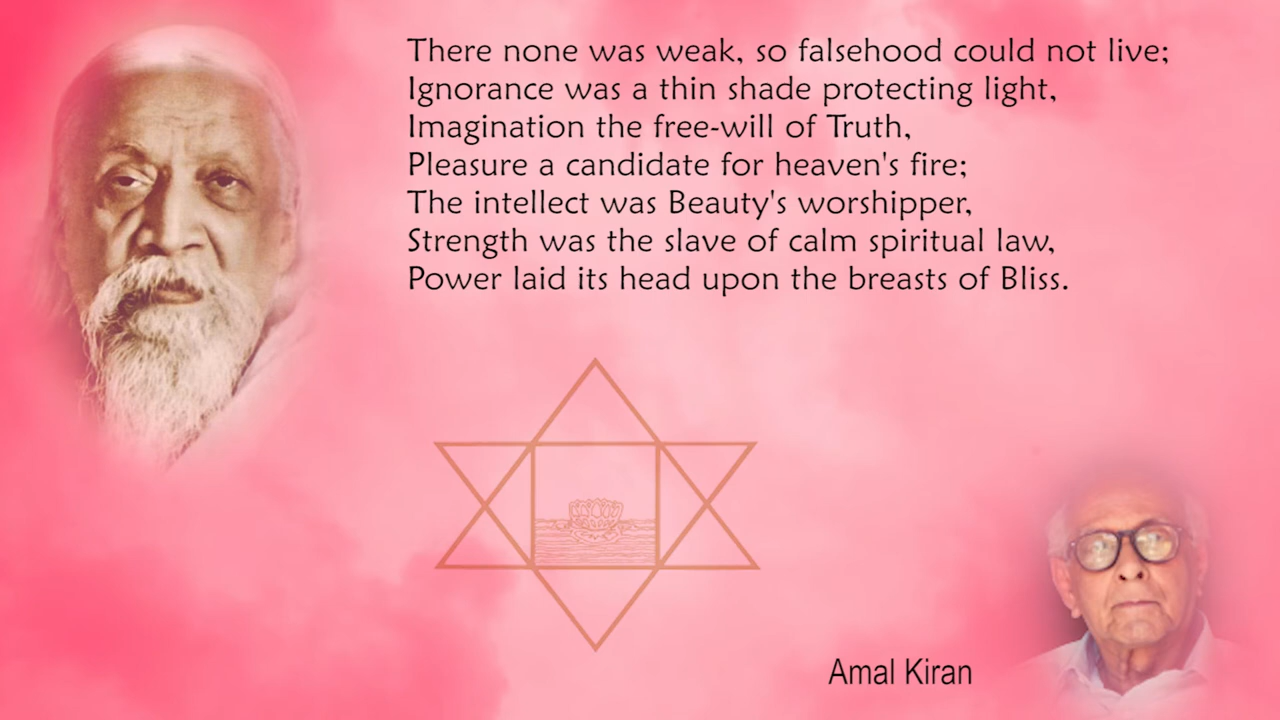 There none was weak, so falsehood could not live;
Ignorance was a thin shade protecting light,
Imagination the free-will of Truth,
Pleasure a candidate for heaven's fire;
The intellect was Beauty's worshipper,
Strength was the slave of calm spiritual law,
Power laid its head upon the breasts of Bliss.
Amal Kiran